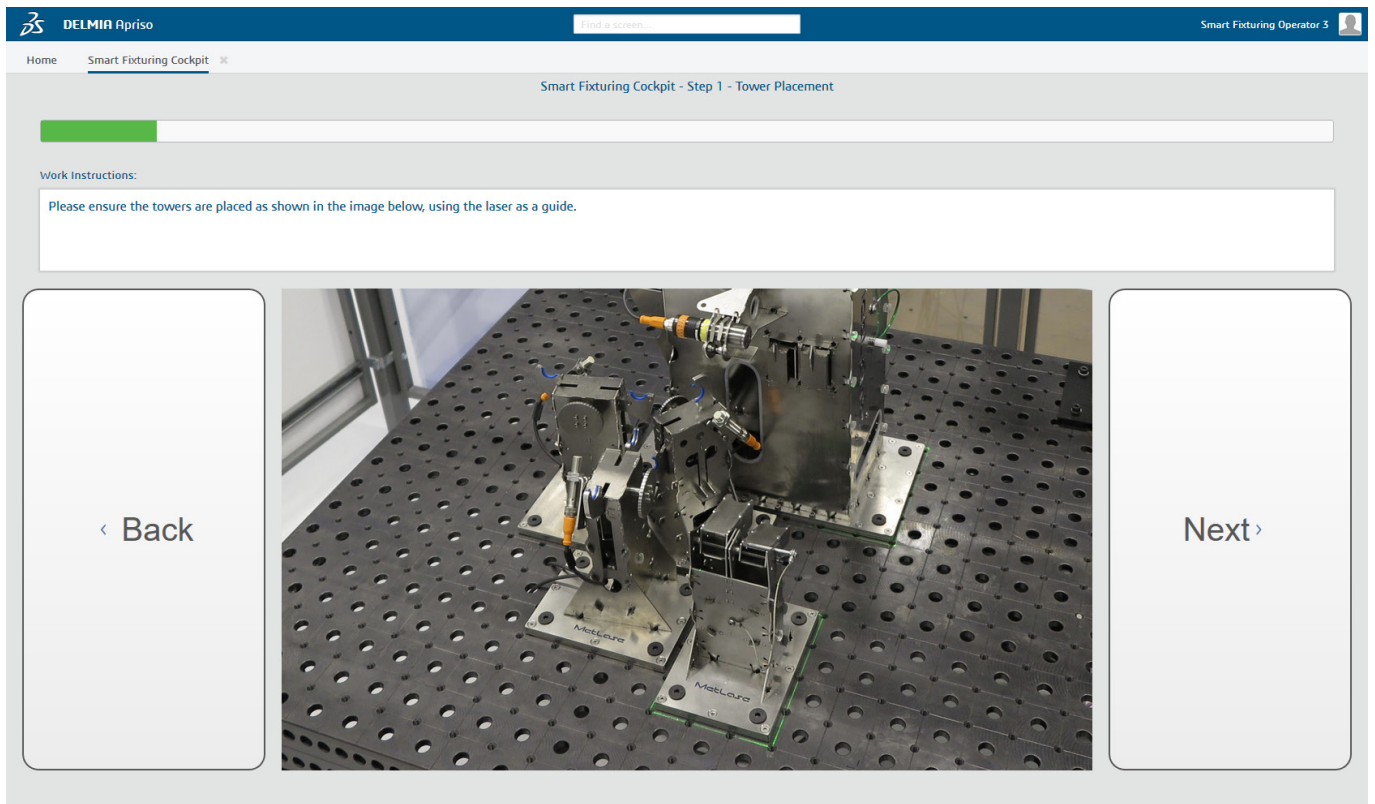 DELMIA Apriso
Find a screen...
Smart Fixturing Operator 3
Home
Smart Fixturing Cockpit
Smart Fixturing Cockpit - Step 1 - Tower Placement
Work Instructions:
Please ensure the towers are placed as shown in the image below, using the laser as a guide.
‹ Back
Next ›
MetLase
MetLase